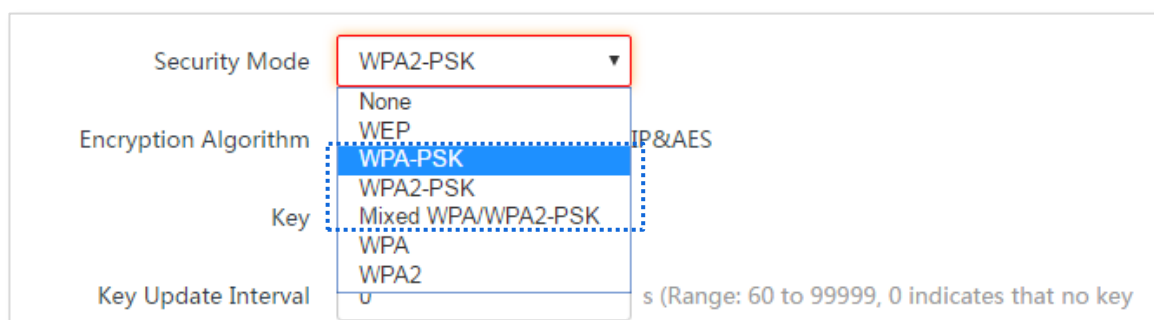 Security Mode WPA2-PSK
None
WEP
Encryption Algorithm IP&AES
WPA-PSK
WPA2-PSK
Key Mixed WPA/WPA2-PSK
WPA
WPA2
Key Update Interval 0 s (Range: 60 to 99999, 0 indicates that no key